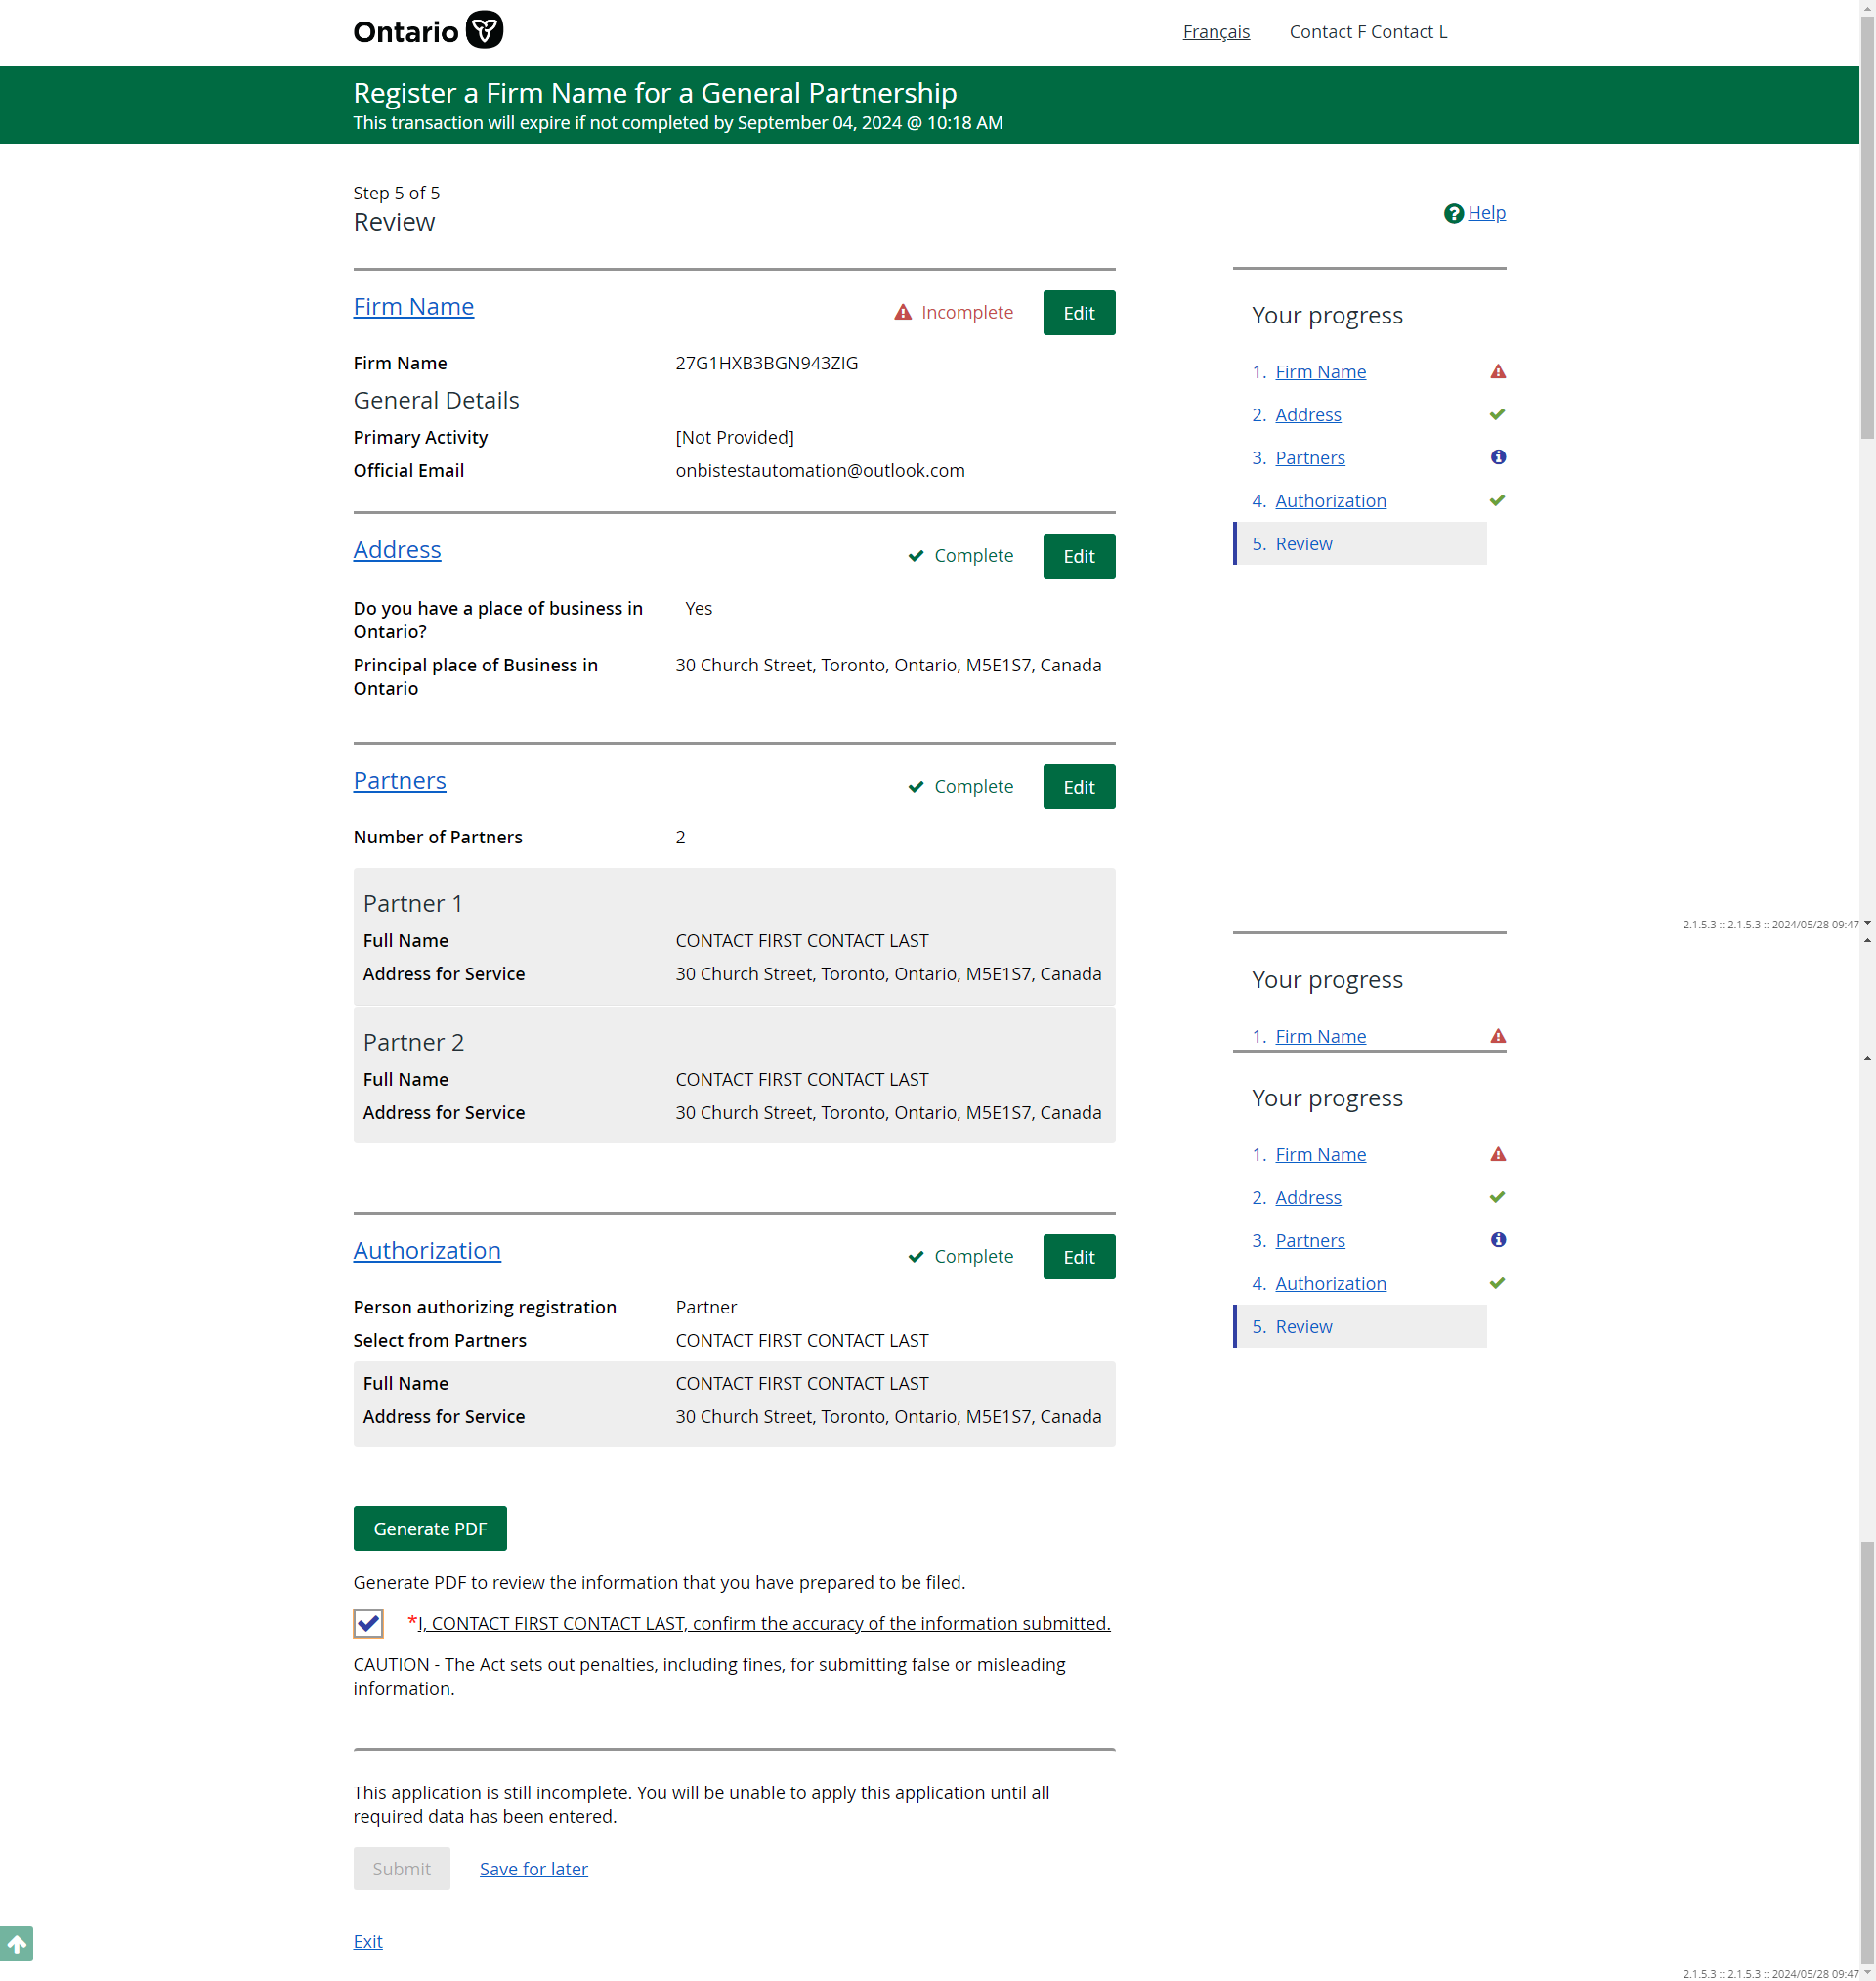 Ontario
Français Contact F Contact L
Register a Firm Name for a General Partnership
This transaction will expire if not completed by September 04, 2024 @ 10:18 AM
Step 5 of 5
Review
Help
Firm Name Incomplete Edit
Firm Name 27G1HXB3BGN943ZIG
General Details
Primary Activity [Not Provided]
Official Email onbistestautomation@outlook.com
Address Complete Edit
Do you have a place of business in Yes
Ontario?
Principal place of Business in 30 Church Street, Toronto, Ontario, M5E1S7, Canada
Ontario
Partners Complete Edit
Number of Partners 2
Partner 1
Full Name CONTACT FIRST CONTACT LAST
Address for Service 30 Church Street, Toronto, Ontario, M5E1S7, Canada
Partner 2
Full Name CONTACT FIRST CONTACT LAST
Address for Service 30 Church Street, Toronto, Ontario, M5E1S7, Canada
Authorization Complete Edit
Person authorizing registration Partner
Select from Partners CONTACT FIRST CONTACT LAST
Full Name CONTACT FIRST CONTACT LAST
Address for Service 30 Church Street, Toronto, Ontario, M5E1S7, Canada
Generate PDF
Generate PDF to review the information that you have prepared to be filed.
*I, CONTACT FIRST CONTACT LAST, confirm the accuracy of the information submitted.
CAUTION - The Act sets out penalties, including fines, for submitting false or misleading
information.
This application is still incomplete. You will be unable to apply this application until all
required data has been entered.
Submit Save for later
Exit
Your progress
1. Firm Name
2. Address
3. Partners
4. Authorization
5. Review
2.1.5.3 :: 2.1.5.3 :: 2024/05/28 09:47
Your progress
1. Firm Name
Your progress
1. Firm Name
2. Address
3. Partners
4. Authorization
5. Review
2.1.5.3 :: 2.1.5.3 :: 2024/05/28 09:47